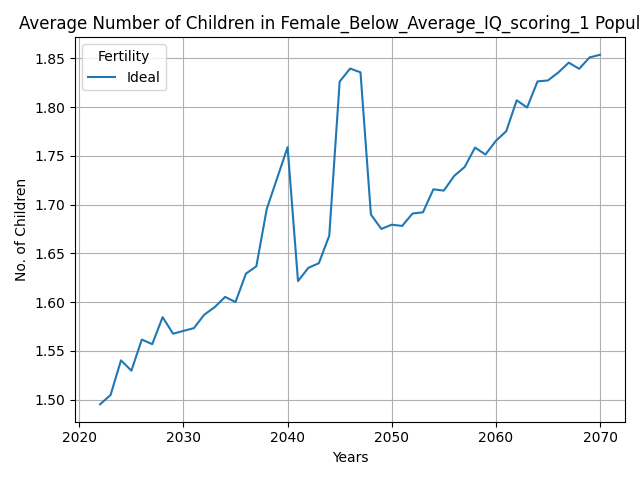 Average Number of Children in Female_Below_Average_IQ_scoring_1 Popul
Fertility
Ideal
No. of Children
1.85
1.80
1.75
1.70
1.65
1.60
1.55
1.50
2020 2030 2040 2050 2060 2070
Years